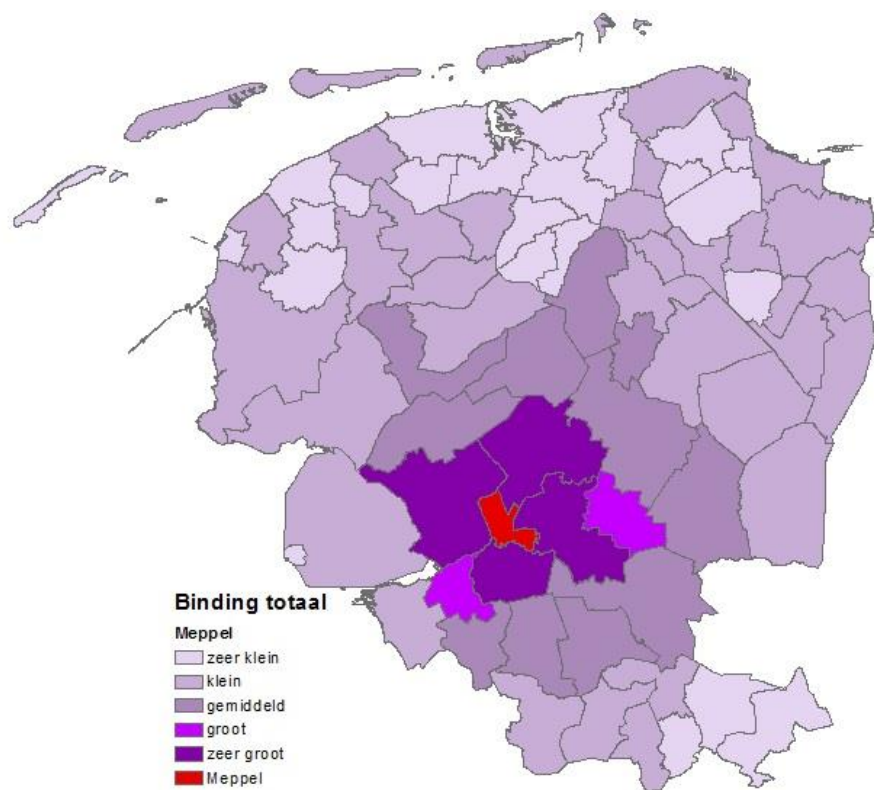 Binding totaal
Meppel
zeer klein
klein
gemiddeld
groot
zeer groot
Meppel